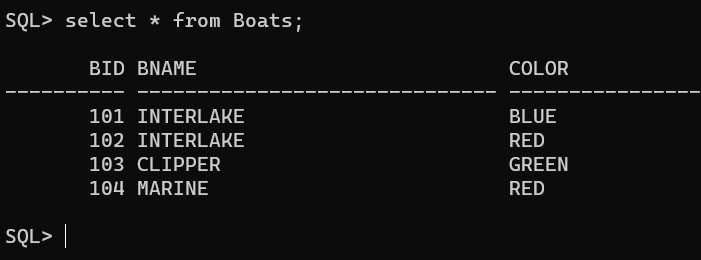 SQL> select * from Boats;
       BID BNAME                          COLOR
---------- ------------------------------ ----------------
       101 INTERLAKE                      BLUE
       102 INTERLAKE                      RED
       103 CLIPPER                        GREEN
       104 MARINE                         RED
SQL>